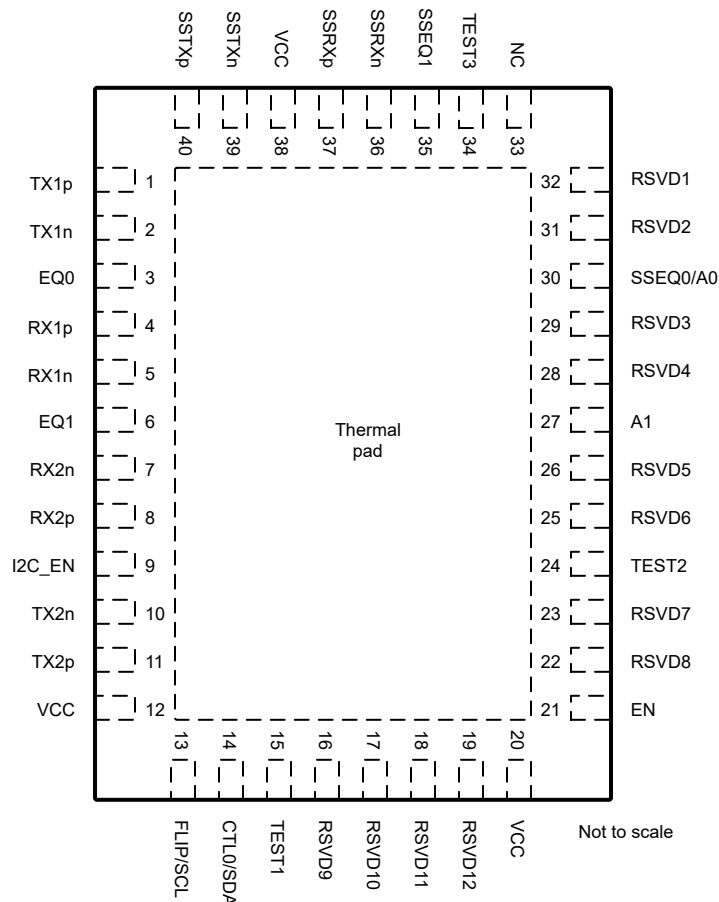 SSTXp
SSTXn
VCC
SSRXp
SSRXn
SSEQ1
TEST3
NC
40
39
38
37
36
35
34
33
TX1p 1
TX1n 2
EQ0 3
RX1p 4
RX1n 5
EQ1 6
RX2n 7
RX2p 8
I2C_EN 9
TX2n 10
TX2p 11
VCC 12
Thermal
pad
32 RSVD1
31 RSVD2
30 SSEQ0/A0
29 RSVD3
28 RSVD4
27 A1
26 RSVD5
25 RSVD6
24 TEST2
23 RSVD7
22 RSVD8
21 EN
13
14
15
16
17
18
19
20
FLIP/SCL
CTL0/SDA
TEST1
RSVD9
RSVD10
RSVD11
RSVD12
VCC
Not to scale